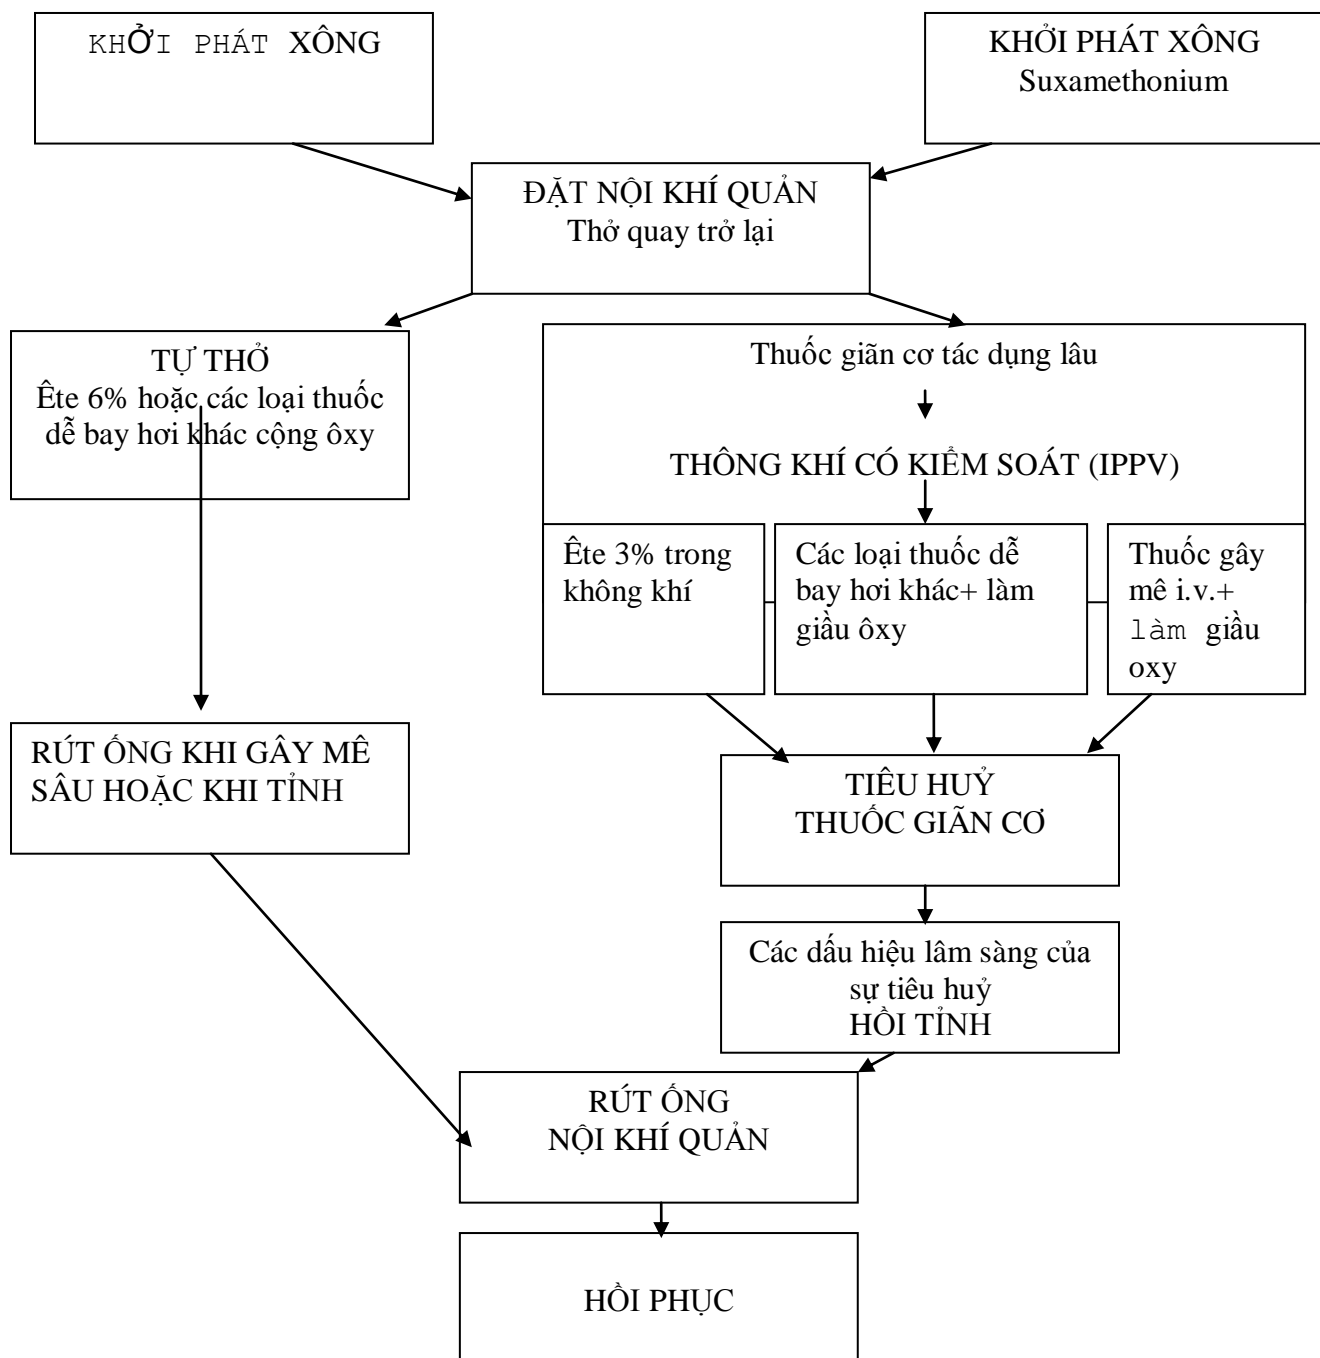 KHỞI PHÁT XÔNG
KHỞI PHÁT XÔNG
Suxamethonium
ĐẶT NỘI KHÍ QUẢN
Thở quay trở lại
TỰ THỞ
Ête 6% hoặc các loại thuốc
dễ bay hơi khác cộng ôxy
Thuốc giãn cơ tác dụng lâu
THÔNG KHÍ CÓ KIỂM SOÁT (IPPV)
Ête 3% trong
không khí
Các loại thuốc dễ
bay hơi khác+ làm
giầu ôxy
Thuốc gây
mê i.v.+
làm giầu
oxy
RÚT ỐNG KHI GÂY MÊ
SÂU HOẶC KHI TỈNH
TIÊU HUỶ
THUỐC GIÃN CƠ
Các dấu hiệu lâm sàng của
sự tiêu huỷ
HỒI TỈNH
RÚT ỐNG
NỘI KHÍ QUẢN
HỒI PHỤC